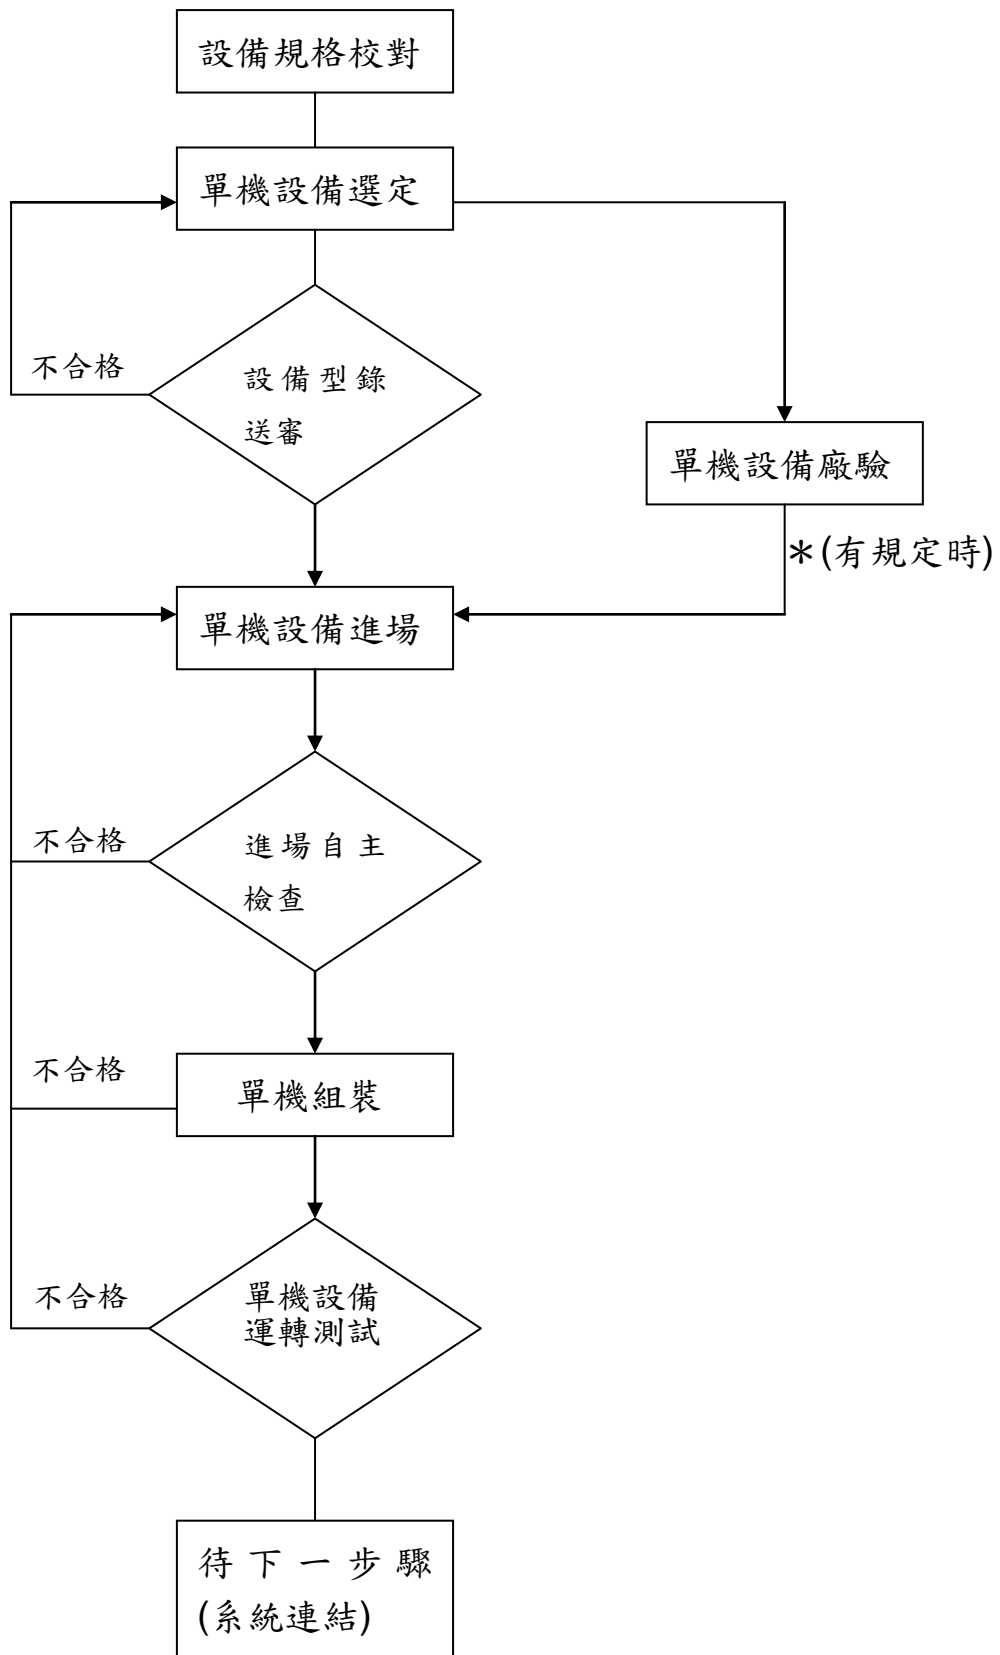 設備規格校對
單機設備選定
不合格
設備型錄
送審
單機設備廠驗
＊(有規定時)
單機設備進場
不合格
進場自主
檢查
不合格
單機組裝
不合格
單機設備
運轉測試
待下一步驟
(系統連結)